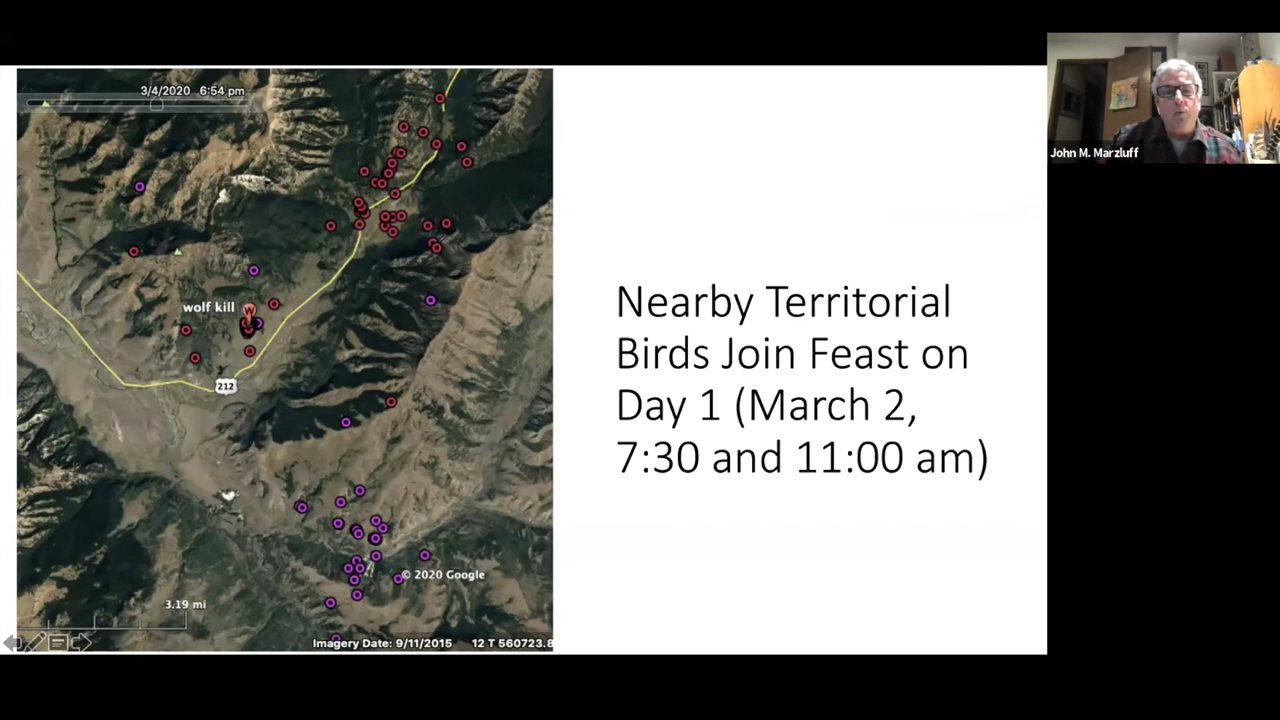 3/4/2020 6:54 pm
wolf kill
W
212
© 2020 Google
3.19 mi
Imagery Date: 9/11/2015 12 T 560723.8
Nearby Territorial
Birds Join Feast on
Day 1 (March 2,
7:30 and 11:00 am)
John M. Marzluff